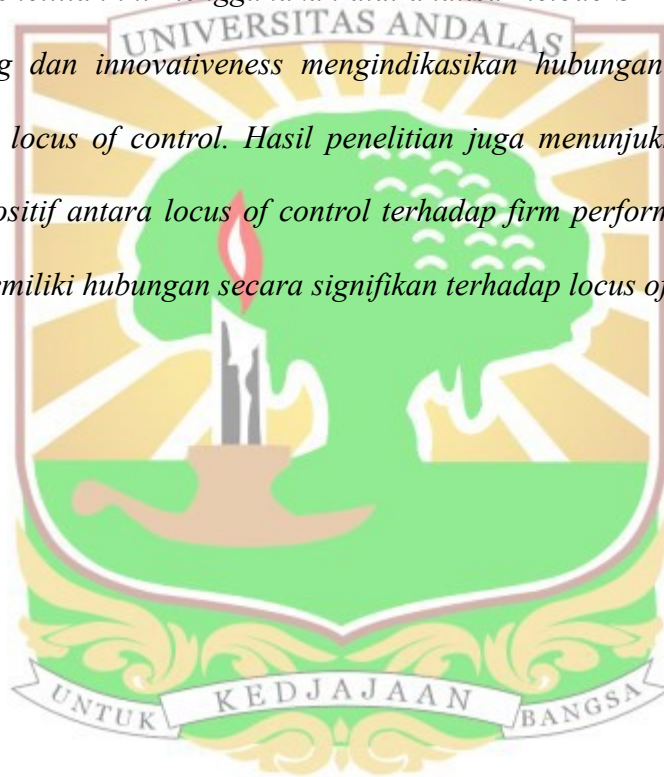 UNIVERSITAS ANDALAS
dan innovativeness mengindikasikan hubungan
locus of control. Hasil penelitian juga
ositif antara locus of control terhadap firm perform
miliki hubungan secara signifikan terhadap locus of
UNTUK KEDJAJAAN BANGSA